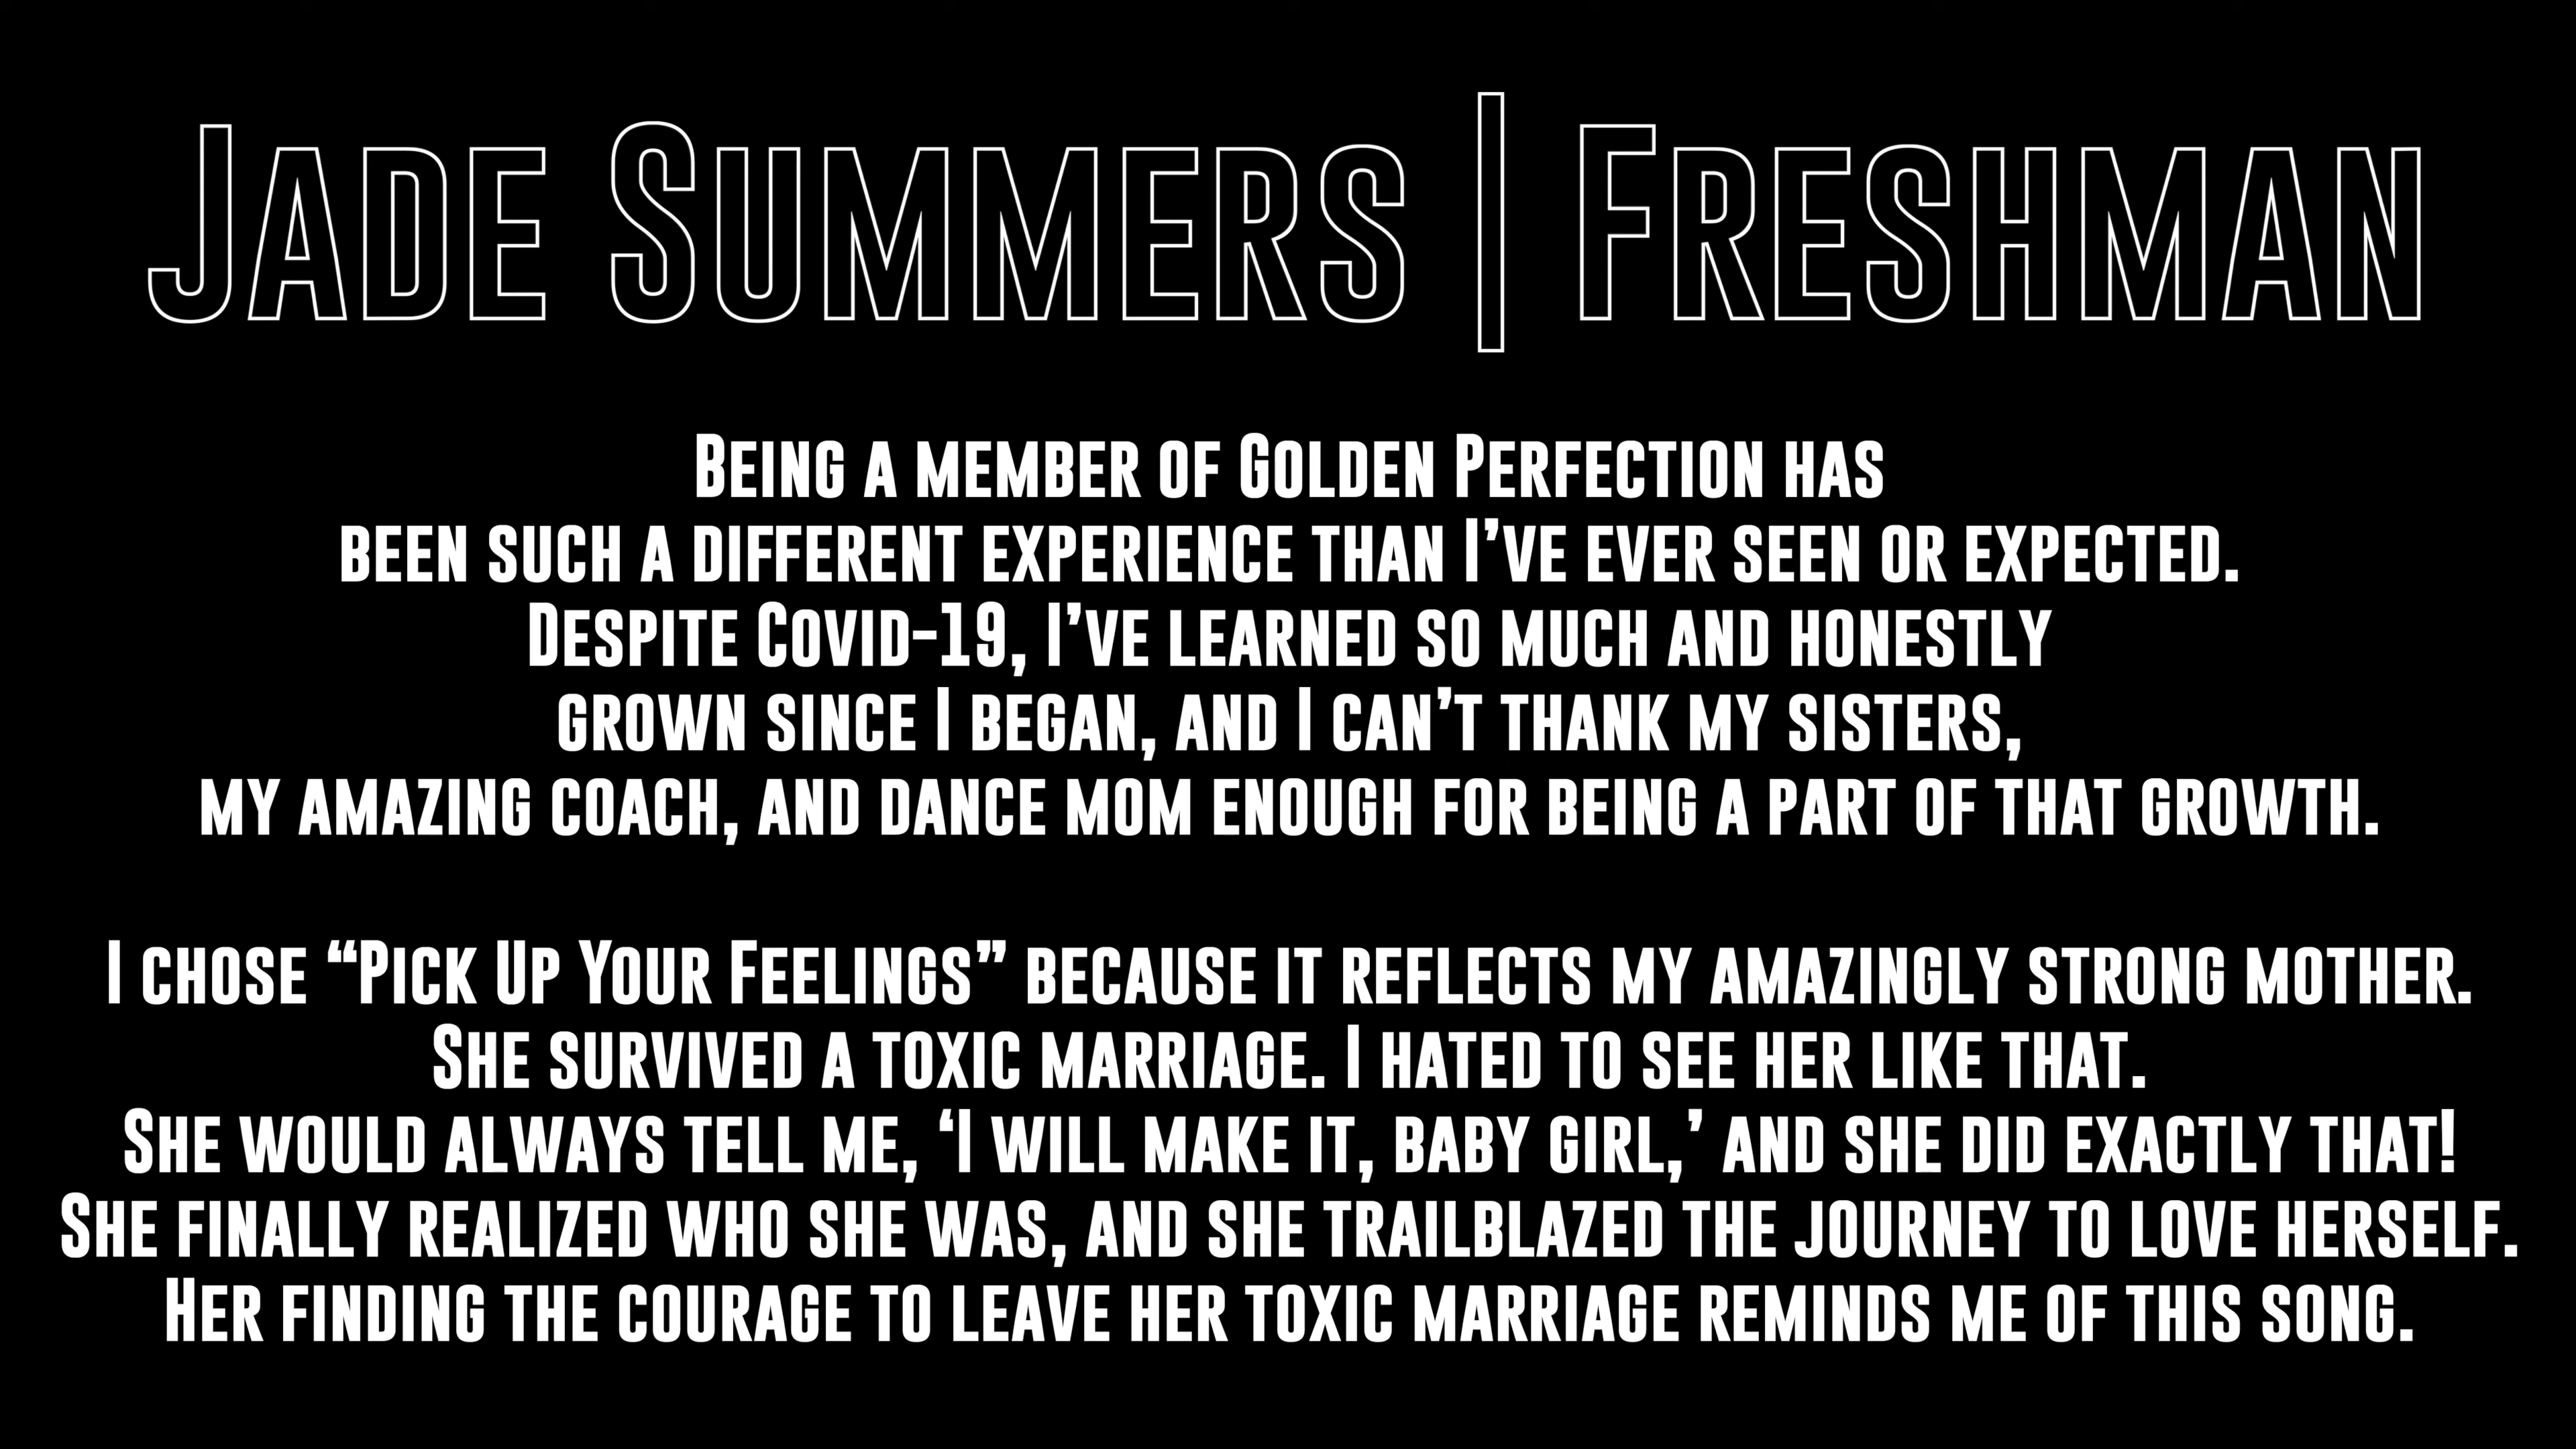 Jade Summers | Freshman
Being a member of Golden Perfection has
been such a different experience than I’ve ever seen or expected.
Despite Covid-19, I’ve learned so much and honestly
grown since I began, and I can’t thank my sisters,
my amazing coach, and dance mom enough for being a part of that growth.
I chose “Pick Up Your Feelings” because it reflects my amazingly strong mother.
She survived a toxic marriage. I hated to see her like that.
She would always tell me, ‘I will make it, baby girl,’ and she did exactly that!
She finally realized who she was, and she trailblazed the journey to love herself.
Her finding the courage to leave her toxic marriage reminds me of this song.